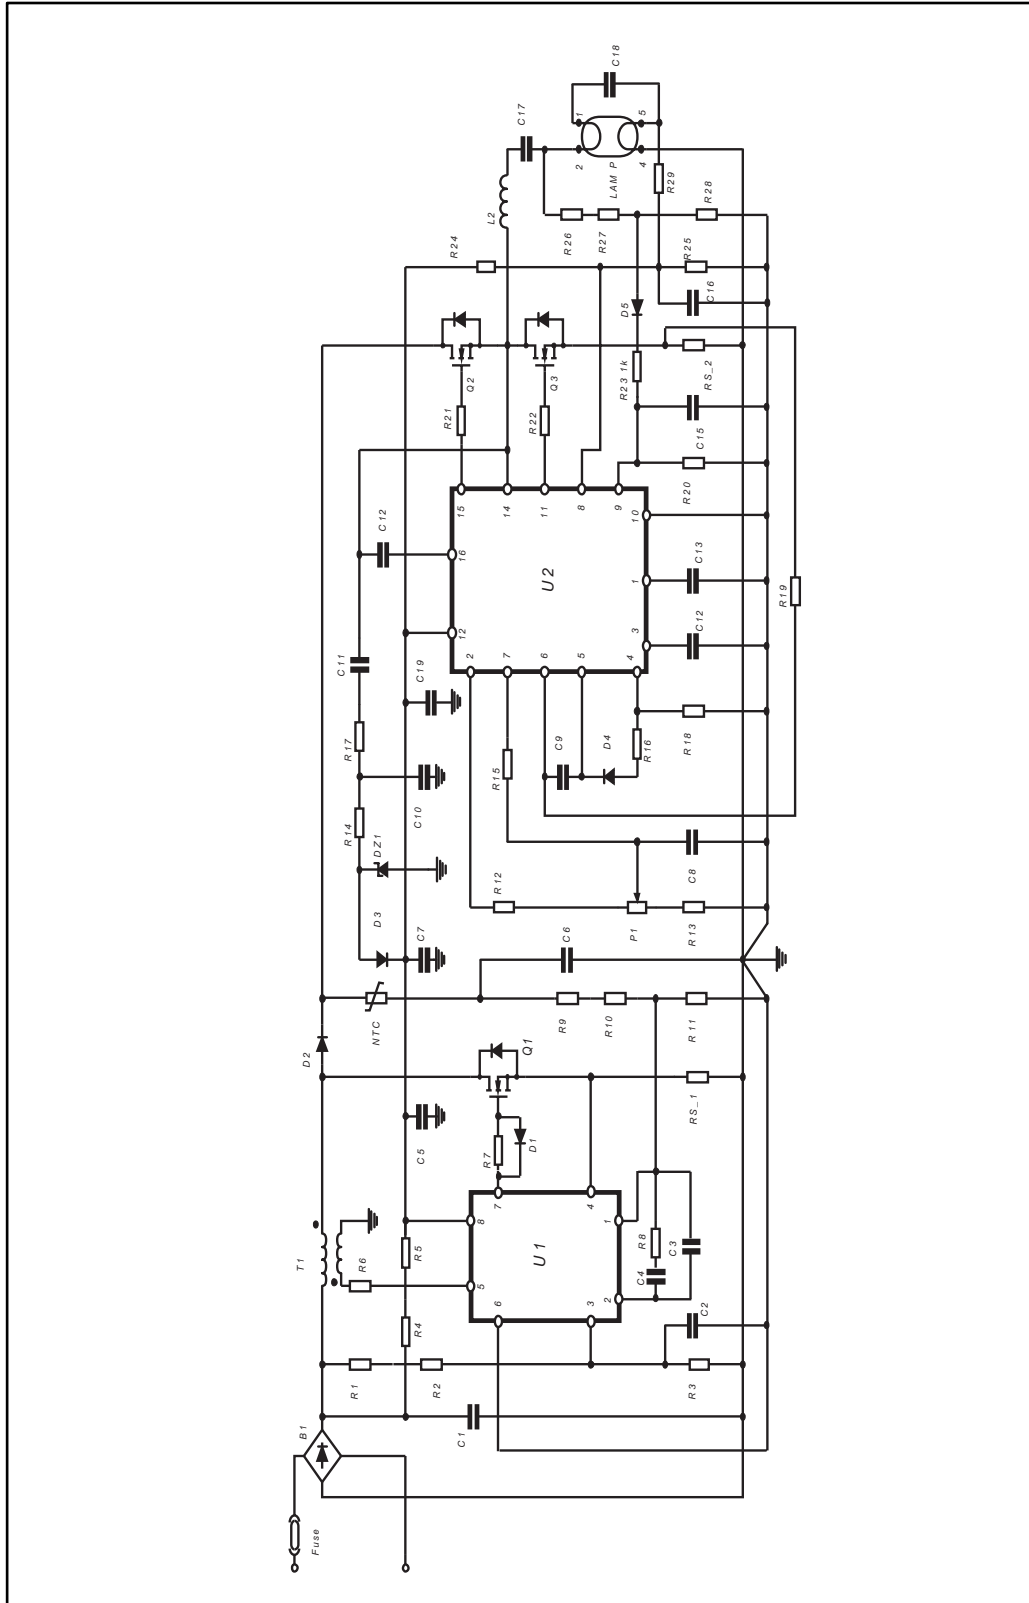 C18
C17
1
5
2
LAM P
4
R29
R28
L2
R26
R27
R24
R25
C16
D5
Q2
Q3
R23 1k
RS_2
R21
R22
C15
R20
15
14
11
8
9
10
C12
16
U2
1
C13
R19
12
3
C12
2
7
6
5
4
C11
C19
R17
R15
C9
D4
R16
R18
C10
R14
DZ1
C8
R12
D3
C7
C6
P1
R13
NTC
R9
R10
R11
D2
Q1
RS_1
C5
R7
D1
7
4
8
1
T1
R6
R5
U1
R8
C3
C4
5
6
3
2
R4
C2
R1
R2
R3
B1
C1
Fuse